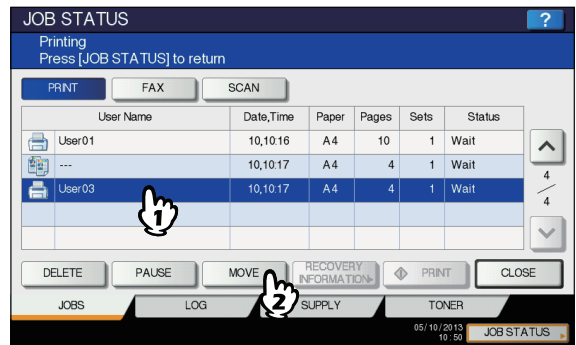 JOB STATUS ?
Printing
Press [JOB STATUS] to return
PRINT FAX SCAN
User Name Date,Time Paper Pages Sets Status
User01 10,10:16 A4 10 1 Wait
--- 10,10:17 A4 4 1 Wait
User03 10,10:17 A4 4 1 Wait
4
4
1
DELETE PAUSE MOVE RECOVERY INFORMATION PRINT CLOSE
2
JOBS LOG SUPPLY TONER
05/10/2013
10:50 JOB STATUS